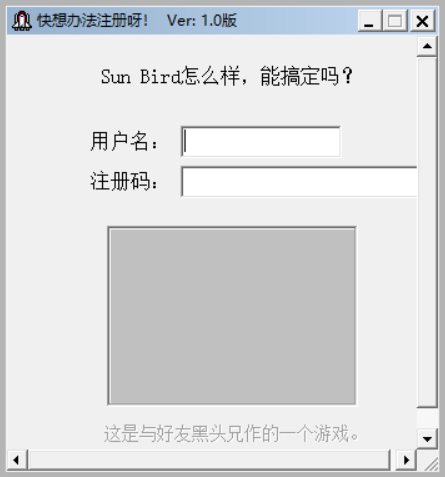 快想办法注册呀! Ver: 1.0版
Sun Bird怎么样，能搞定吗？
用户名：
注册码：
这是与好友黑头兄作的一个游戏。